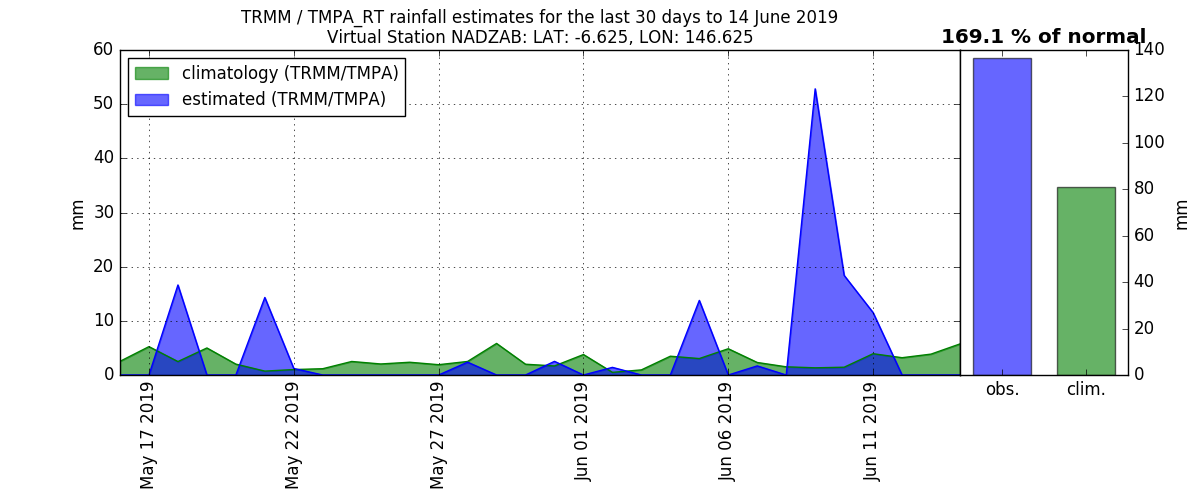 TRMM / TMPA_RT rainfall estimates for the last 30 days to 14 June 2019
Virtual Station NADZAB: LAT: -6.625, LON: 146.625
169.1 % of normal
climatology (TRMM/TMPA)
estimated (TRMM/TMPA)
60
50
40
30
20
10
0
mm
May 17 2019
May 22 2019
May 27 2019
Jun 01 2019
Jun 06 2019
Jun 11 2019
obs.
clim.
140
120
100
80
60
40
20
0
mm